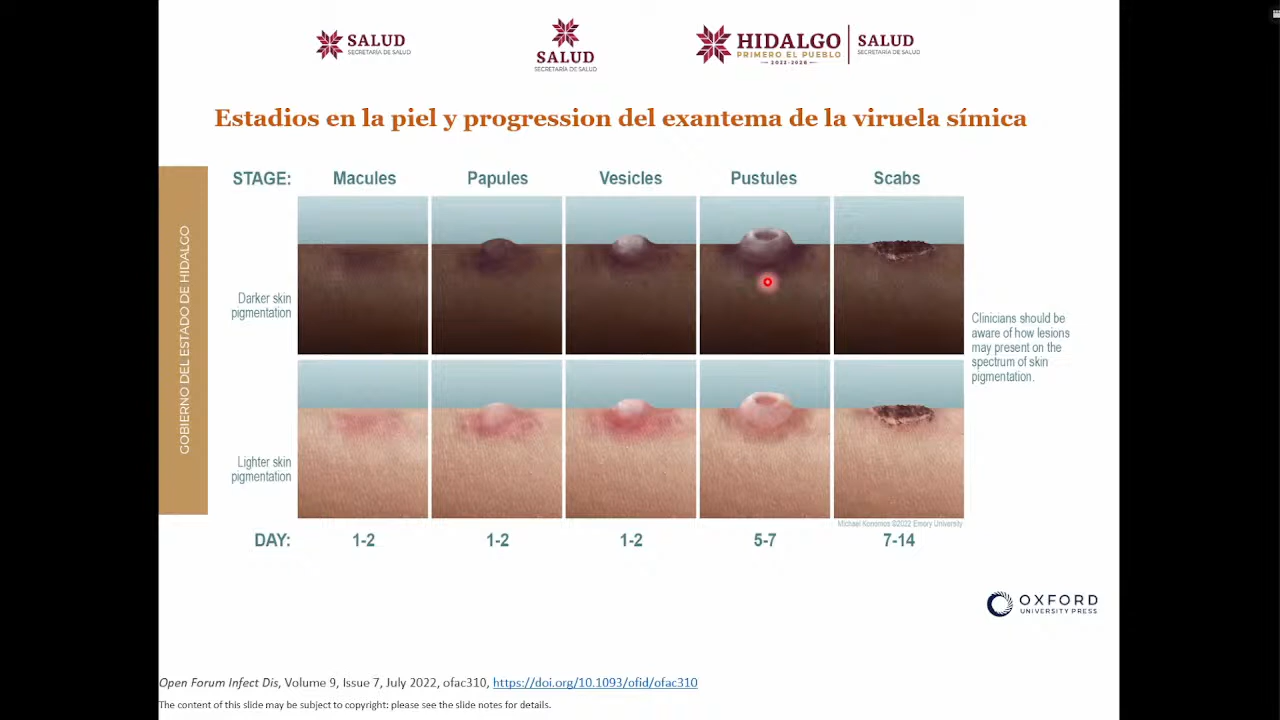 SALUD
SECRETARÍA DE SALUD
SALUD
SECRETARÍA DE SALUD
HIDALGO
PRIMERO EL PUEBLO
2022-2028
SALUD
SECRETARÍA DE SALUD
Estadios en la piel y progression del exantema de la viruela símica
GOBIERNO DEL ESTADO DE HIDALGO
STAGE: Macules Papules Vesicles Pustules Scabs
Darker skin
pigmentation
Clinicians should be
aware of how lesions
may present on the
spectrum of skin
pigmentation.
Lighter skin
pigmentation
Michael Konomos ©2022 Emory University
DAY: 1-2 1-2 1-2 5-7 7-14
OXFORD
UNIVERSITY PRESS
Open Forum Infect Dis, Volume 9, Issue 7, July 2022, ofac310, https://doi.org/10.1093/ofid/ofac310
The content of this slide may be subject to copyright: please see the slide notes for details.